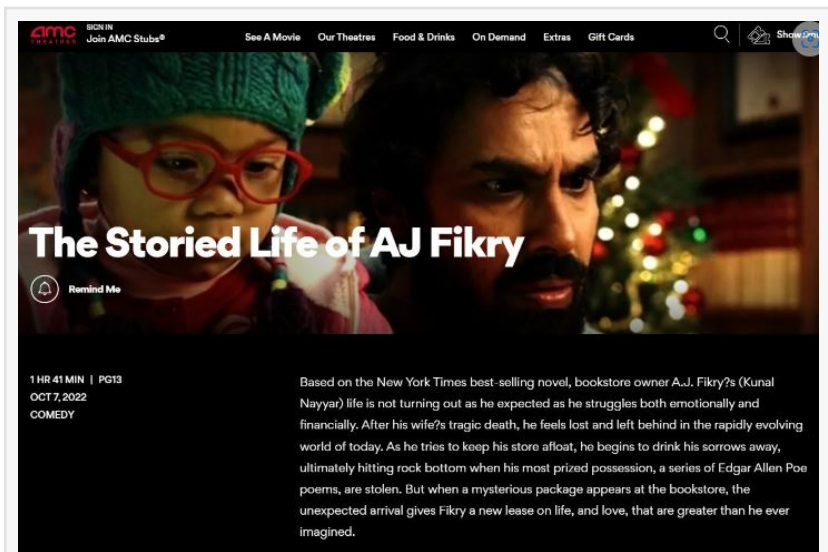 amc
THEATRES
SIGN IN
Join AMC Stubs®
See A Movie Our Theatres Food & Drinks On Demand Extras Gift Cards
The Storied Life of AJ Fikry
Remind Me
1 HR 41 MIN | PG13
OCT 7, 2022
COMEDY
Based on the New York Times best-selling novel, bookstore owner A.J. Fikry?s (Kunal
Nayyar) life is not turning out as he expected as he struggles both emotionally and
financially. After his wife?s tragic death, he feels lost and left behind in the rapidly evolving
world of today. As he tries to keep his store afloat, he begins to drink his sorrows away,
ultimately hitting rock bottom when his most prized possession, a series of Edgar Allen Poe
poems, are stolen. But when a mysterious package appears at the bookstore, the
unexpected arrival gives Fikry a new lease on life, and love, that are greater than he ever
imagined.